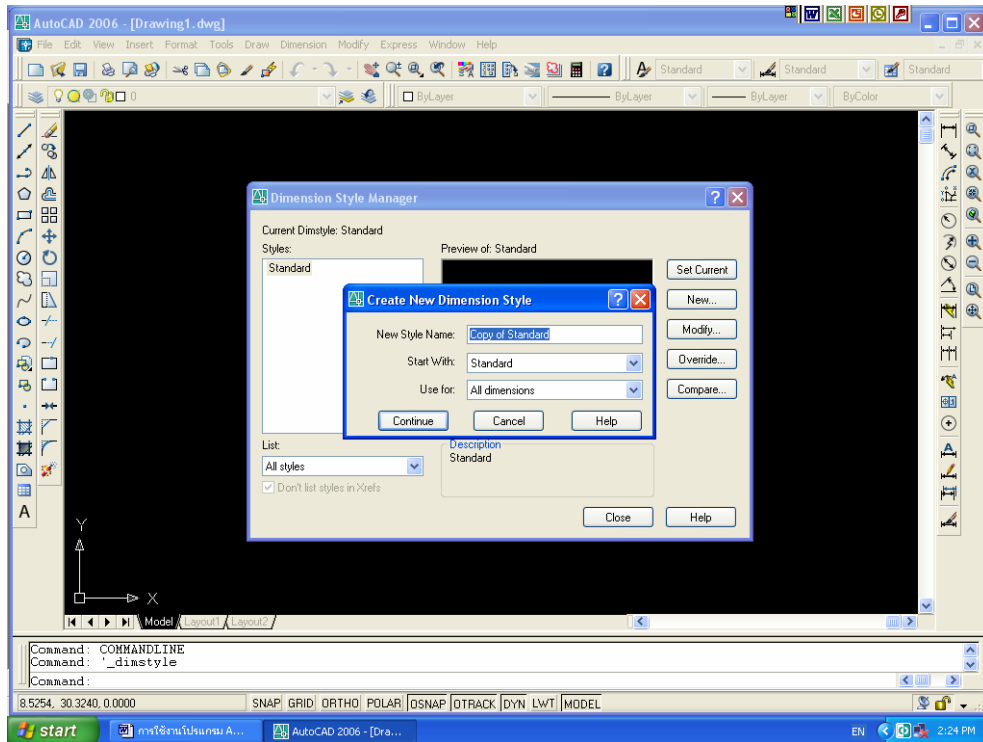 AutoCAD 2006 - [Drawing1.dwg]
File Edit View Insert Format Tools Draw Dimension Modify Express Window Help
Standard Standard Standard
0 ByLayer ByLayer ByLayer ByColor
Dimension Style Manager
Current Dimstyle: Standard
Styles: Preview of: Standard
Standard
Set Current
New...
Modify...
Override...
Compare...
Create New Dimension Style
New Style Name: Copy of Standard
Start With: Standard
Use for: All dimensions
Continue Cancel Help
List: Description
All styles Standard
Don't list styles in Xrefs
Close Help
A
Y
X
Model Layout1 Layout2
Command: COMMANDLINE
Command: '_dimstyle
Command:
8.5254, 30.3240, 0.0000 SNAP GRID ORTHO POLAR OSNAP OTRACK DYN LWT MODEL
start การใช้งานโปรแกรม A... AutoCAD 2006 - [Dra... EN 2:24 PM